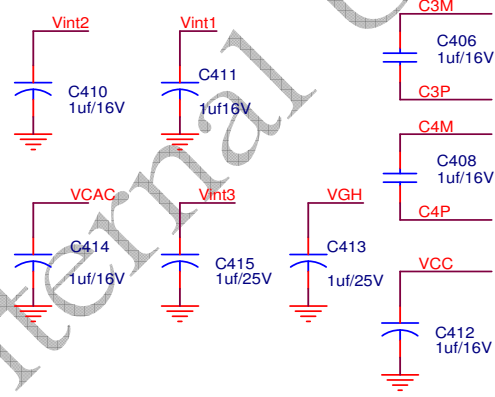 C3M
Vint2
Vint1
C406
1uf/16V
C411
C410
1uf/16V
1uf16V
C3P
C4M
C408
1uf/16V
VCAC
Vint3
VGH
C4P
C414
C413
C415
1uf/16V
1uf/25V
1uf/25V
VCC
C412
1uf/16V
ternal